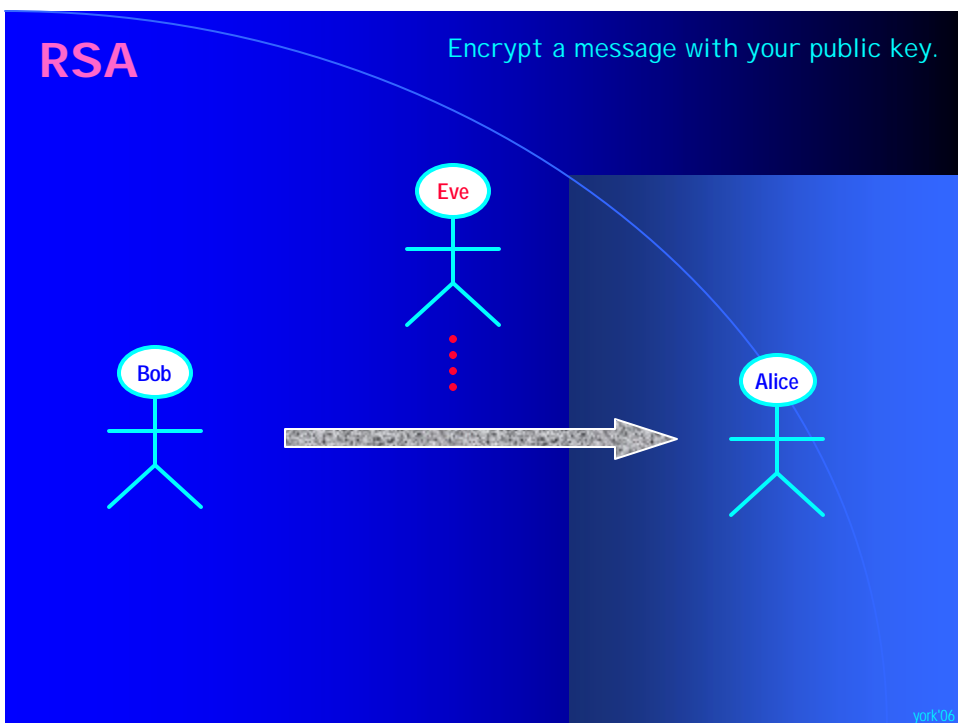 RSA
Encrypt a message with your public key.
Eve
Bob
Alice
york'06